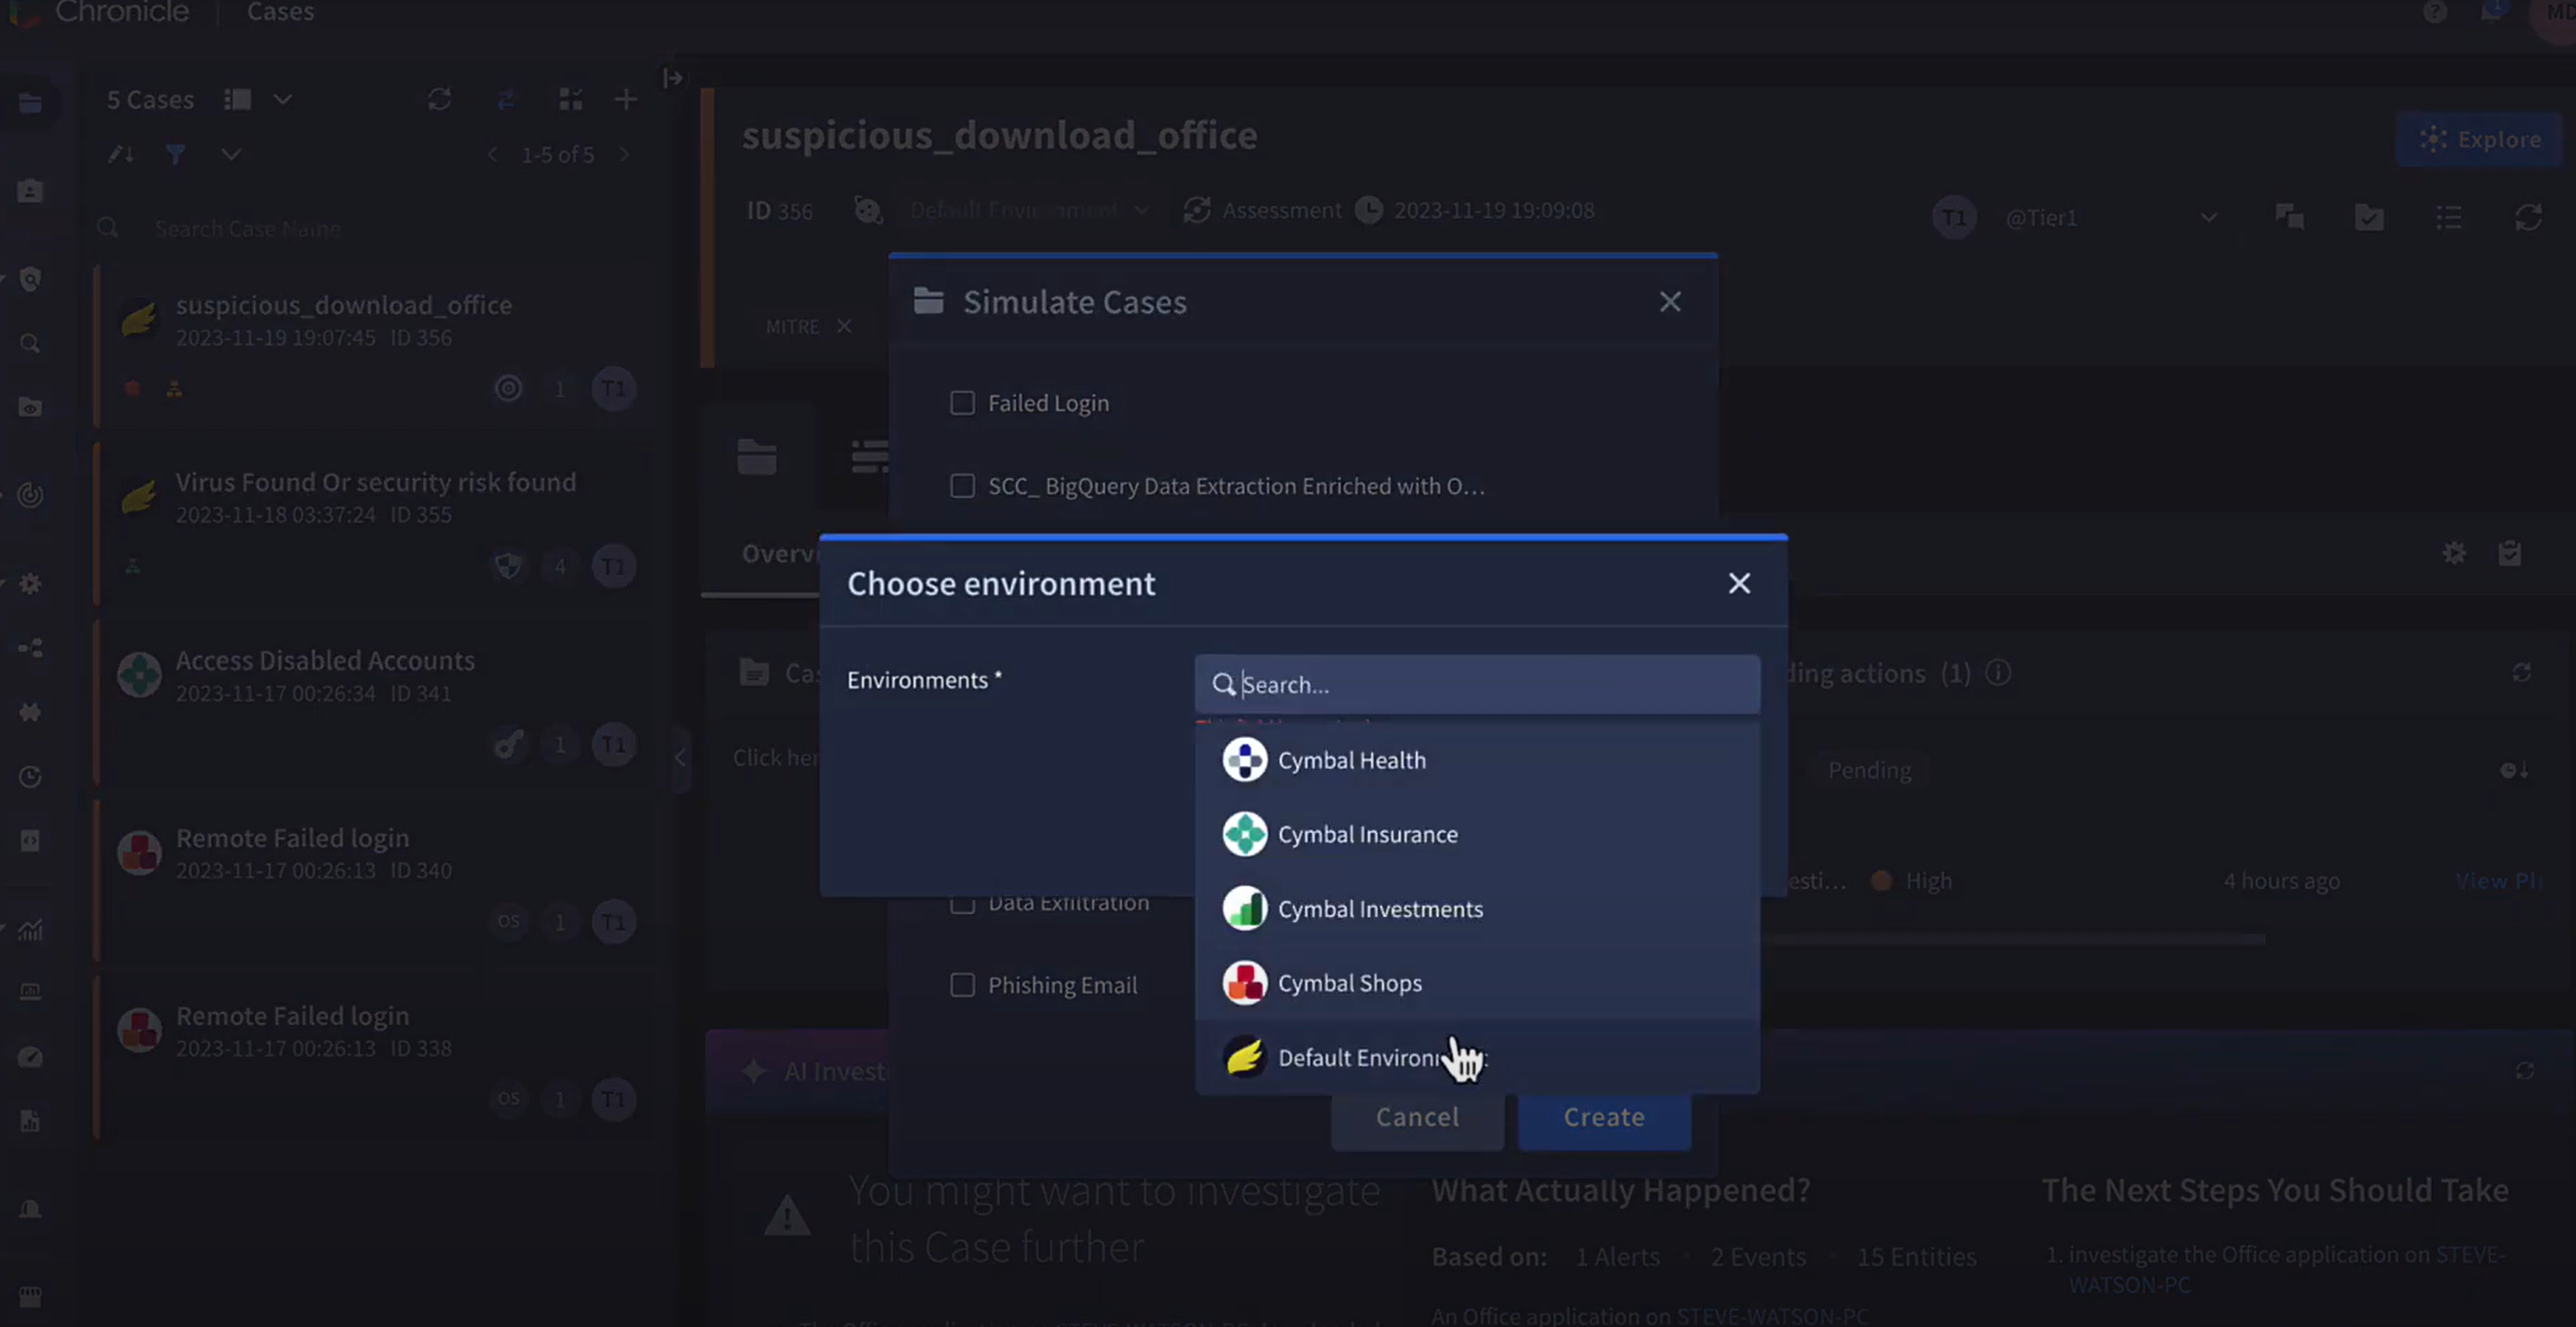 Chronicle | Cases
1
MD
5 Cases
1-5 of 5
Search Case Name
suspicious_download_office
2023-11-19 19:07:45 ID 356
1 T1
Virus Found Or security risk found
2023-11-18 03:37:24 ID 355
4 T1
Access Disabled Accounts
2023-11-17 00:26:34 ID 341
1 T1
Remote Failed login
2023-11-17 00:26:13 ID 340
OS 1 T1
Remote Failed login
2023-11-17 00:26:13 ID 338
OS 1 T1
suspicious_download_office
Explore
ID 356
Default Environment
Assessment
2023-11-19 19:09:08
T1 @Tier1
MITRE
Simulate Cases
Failed Login
SCC_ BigQuery Data Extraction Enriched with O...
Choose environment
Environments *
Search...
Cymbal Health
Cymbal Insurance
Cymbal Investments
Cymbal Shops
Default Environ
Data Exfiltration
Phishing Email
Cancel
Create
Overv
Cas
Click her
ding actions (1)
Pending
esti... High
4 hours ago
View Pl
AI Invest
You might want to investigate
this Case further
What Actually Happened?
Based on: 1 Alerts 2 Events 15 Entities
An Office application on STEVE-WATSON-PC
The Next Steps You Should Take
1. investigate the Office application on STEVE-
WATSON-PC